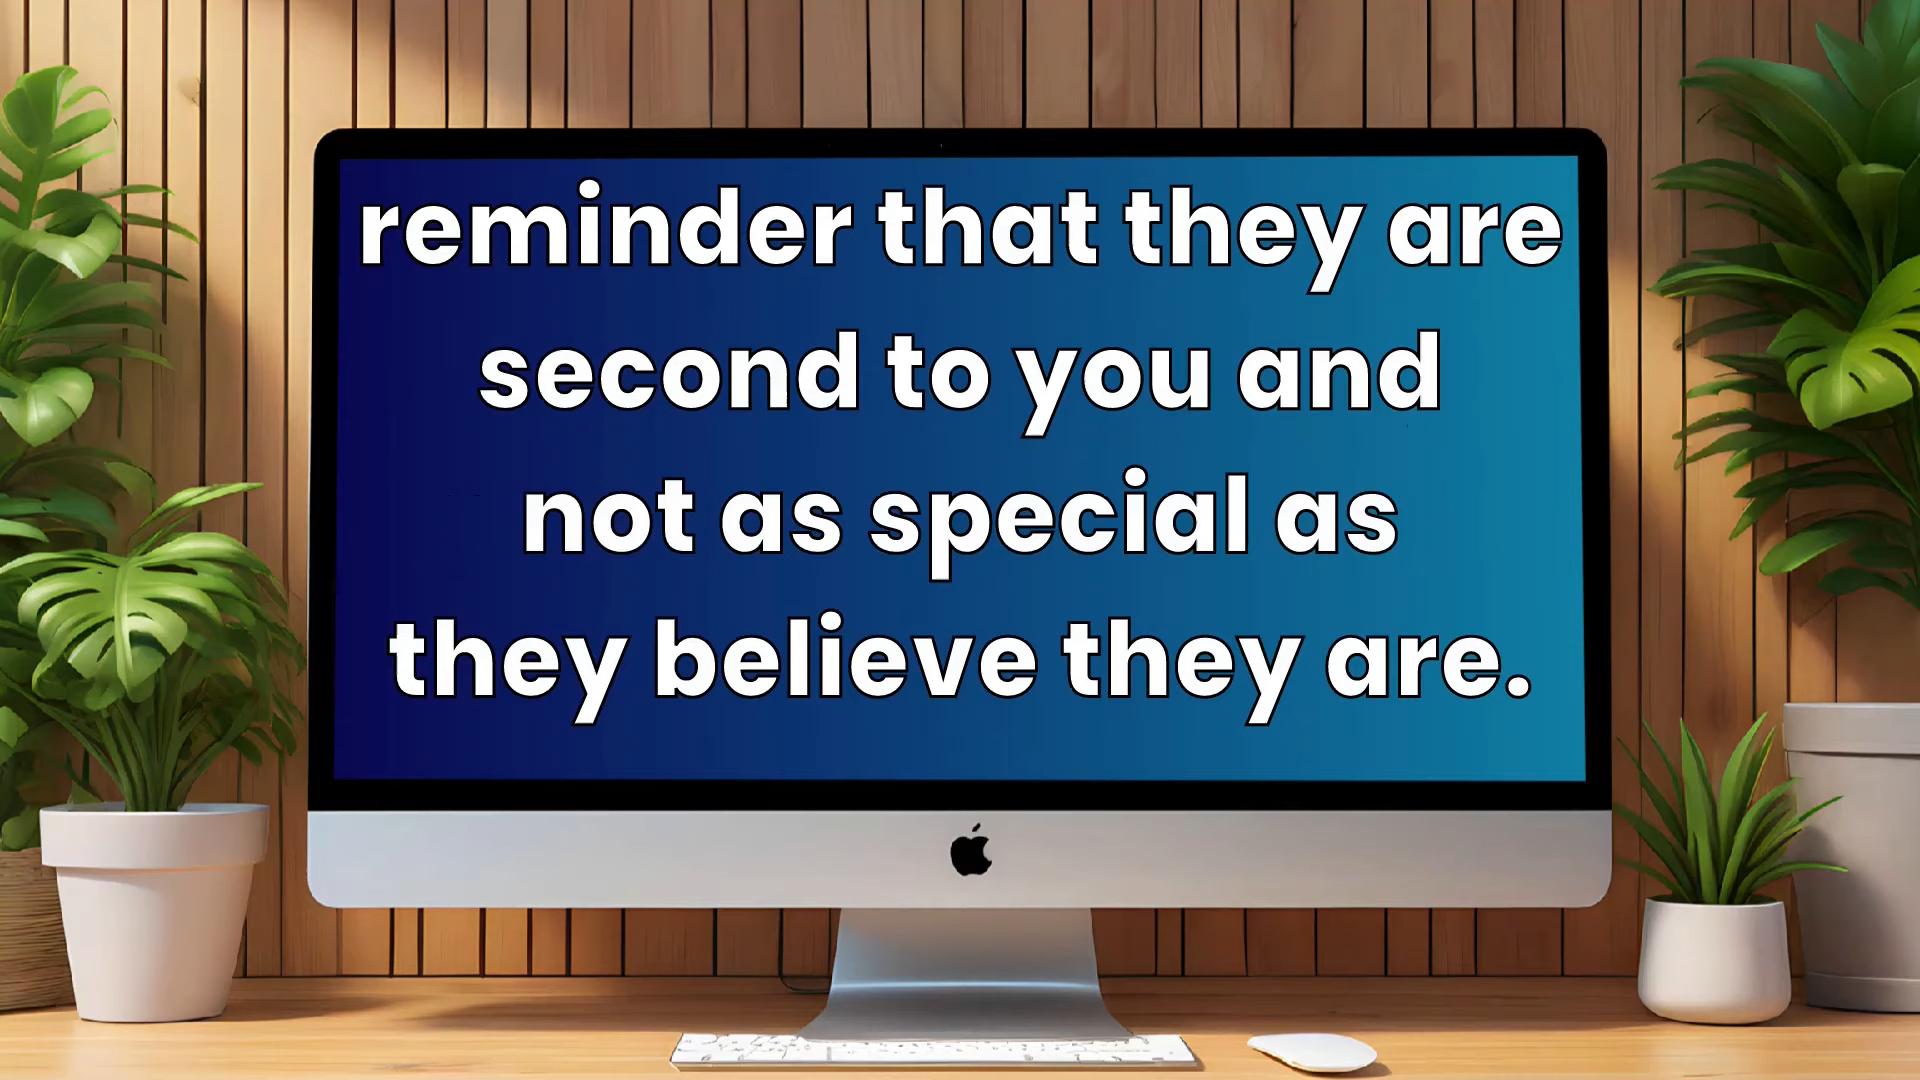 reminder that they are
second to you and
not as special as
they believe they are.